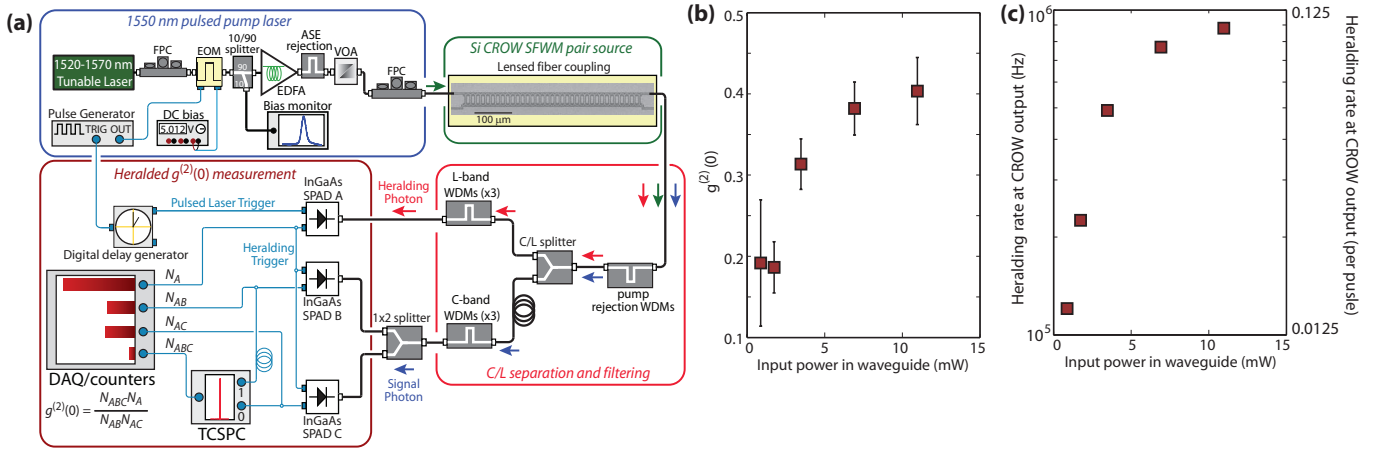 (a)
1550 nm pulsed pump laser
1520-1570 nm
Tunable Laser
FPC
EOM
10/90
splitter
90
10
EDFA
ASE
rejection
VOA
FPC
Pulse Generator
TRIG OUT
DC bias
5.012 V
Bias monitor
Si CROW SFWM pair source
Lensed fiber coupling
100 μm
Heralded g(2)(0) measurement
InGaAs
SPAD A
Pulsed Laser Trigger
Digital delay generator
Heralding
Trigger
NA
NAB
NAC
NABC
DAQ/counters
g(2)(0) = NABCNA
NABNAC
TCSPC
1
0
InGaAs
SPAD B
InGaAs
SPAD C
Heralding
Photon
L-band
WDMs (x3)
C/L splitter
pump
rejection WDMs
C-band
WDMs (x3)
1x2 splitter
Signal
Photon
C/L separation and filtering
(b)
g(2)(0)
0.5
0.4
0.3
0.2
0.1
0
5
10
15
Input power in waveguide (mW)
(c)
Heralding rate at CROW output (Hz)
10^6
10^5
0
5
10
15
Input power in waveguide (mW)
0.125
0.0125
Heralding rate at CROW output (per pusle)